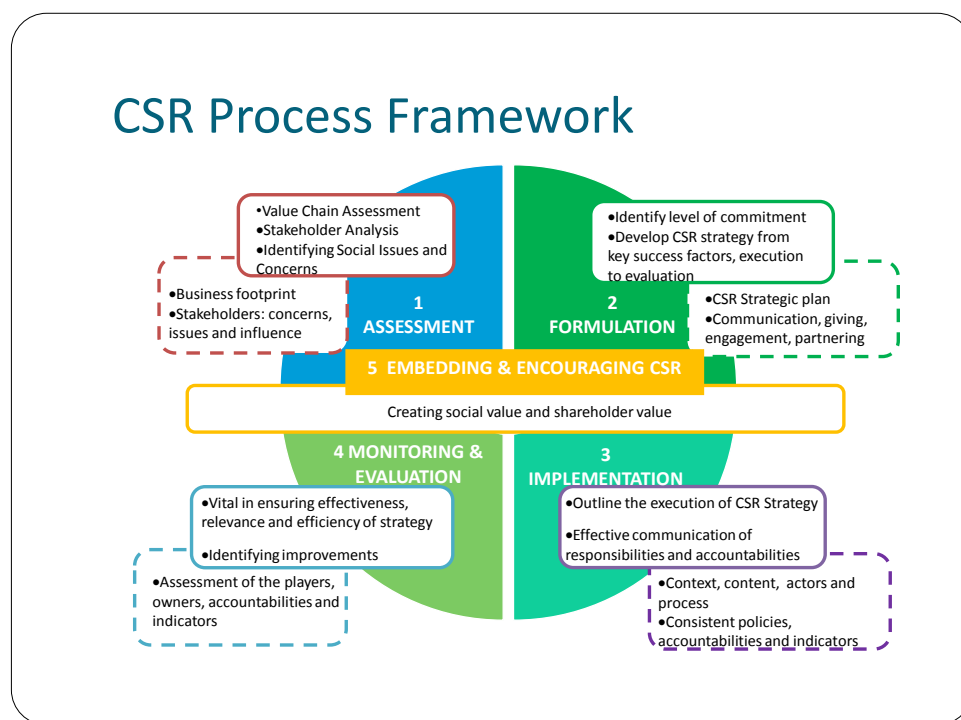 CSR Process Framework
•Value Chain Assessment
•Stakeholder Analysis
•Identifying Social Issues and
Concerns
•Business footprint
•Stakeholders: concerns,
issues and influence
1
ASSESSMENT
•Identify level of commitment
•Develop CSR strategy from
key success factors, execution
to evaluation
•CSR Strategic plan
•Communication, giving,
engagement, partnering
2
FORMULATION
5 EMBEDDING & ENCOURAGING CSR
Creating social value and shareholder value
4 MONITORING &
EVALUATION
•Vital in ensuring effectiveness,
relevance and efficiency of strategy
•Identifying improvements
•Assessment of the players,
owners, accountabilities and
indicators
3
IMPLEMENTATION
•Outline the execution of CSR Strategy
•Effective communication of
responsibilities and accountabilities
•Context, content, actors and
process
•Consistent policies,
accountabilities and indicators